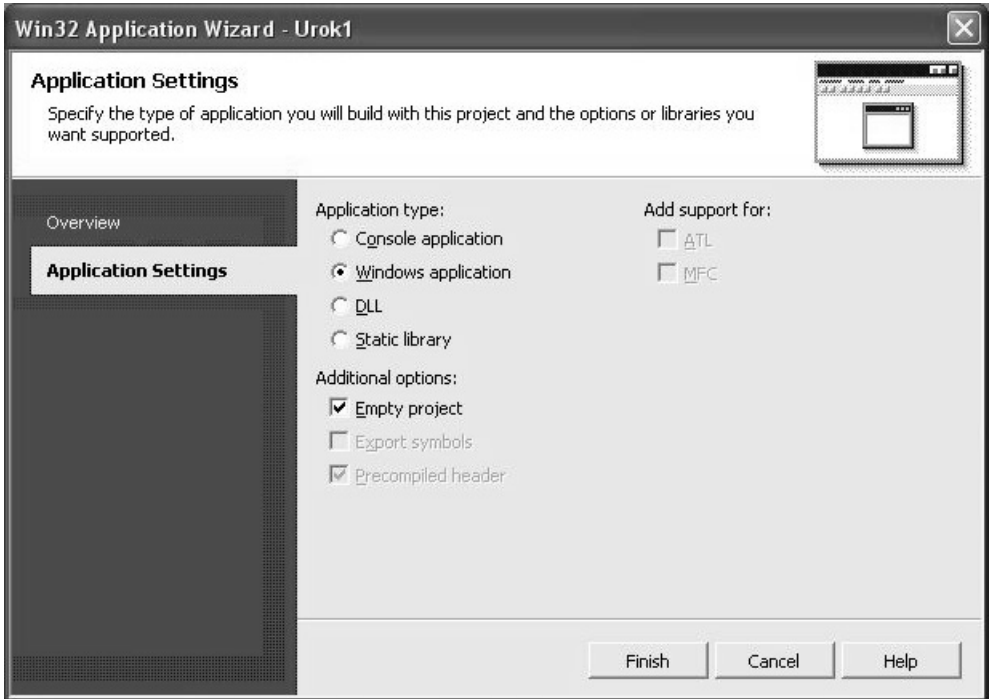 Win32 Application Wizard - Urok1
Application Settings
Specify the type of application you will build with this project and the options or libraries you
want supported.
Overview
Application Settings
Application type:
Console application
Windows application
DLL
Static library
Additional options:
Empty project
Export symbols
Precompiled header
Add support for:
ATL
MFC
Finish
Cancel
Help